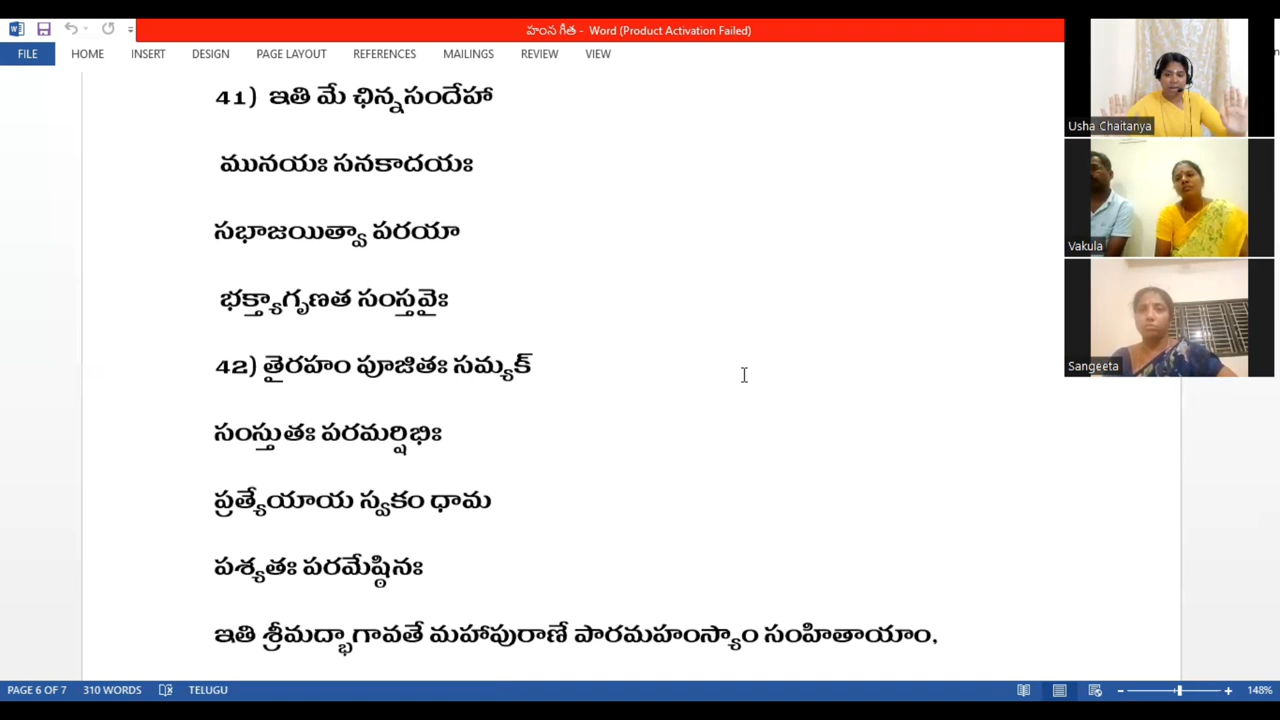 హంస గీత - Word (Product Activation Failed)
FILE HOME INSERT DESIGN PAGE LAYOUT REFERENCES MAILINGS REVIEW VIEW
41) ఇతి మే ఛిన్నసందేహా
మునయః సనకాదయః
సభాజయిత్వా పరయా
భక్త్యాగృణత సంస్తవైః
42) తైరహం పూజితః సమ్యక్
సంస్తుతః పరమర్షిభిః
ప్రత్యేయాయ స్వకం ధామ
పశ్యతః పరమేష్ఠినః
ఇతి శ్రీమద్భాగావతే మహాపురాణే పారమహంస్యాం సంహితాయాం,
Usha Chaitanya
Vakula
Sangeeta
PAGE 6 OF 7 310 WORDS TELUGU 148%